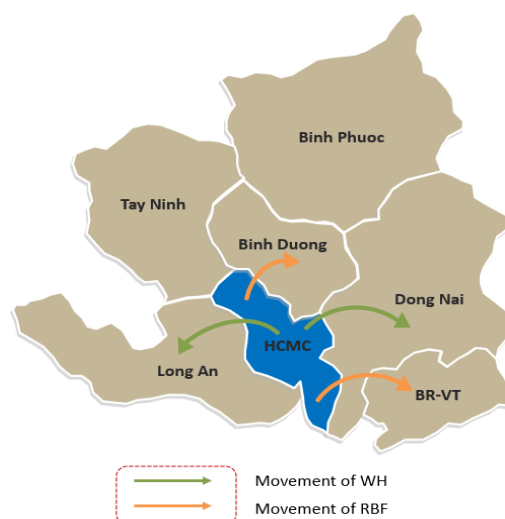 Binh Phuoc
Tay Ninh
Binh Duong
Dong Nai
HCMC
Long An
BR-VT
Movement of WH
Movement of RBF